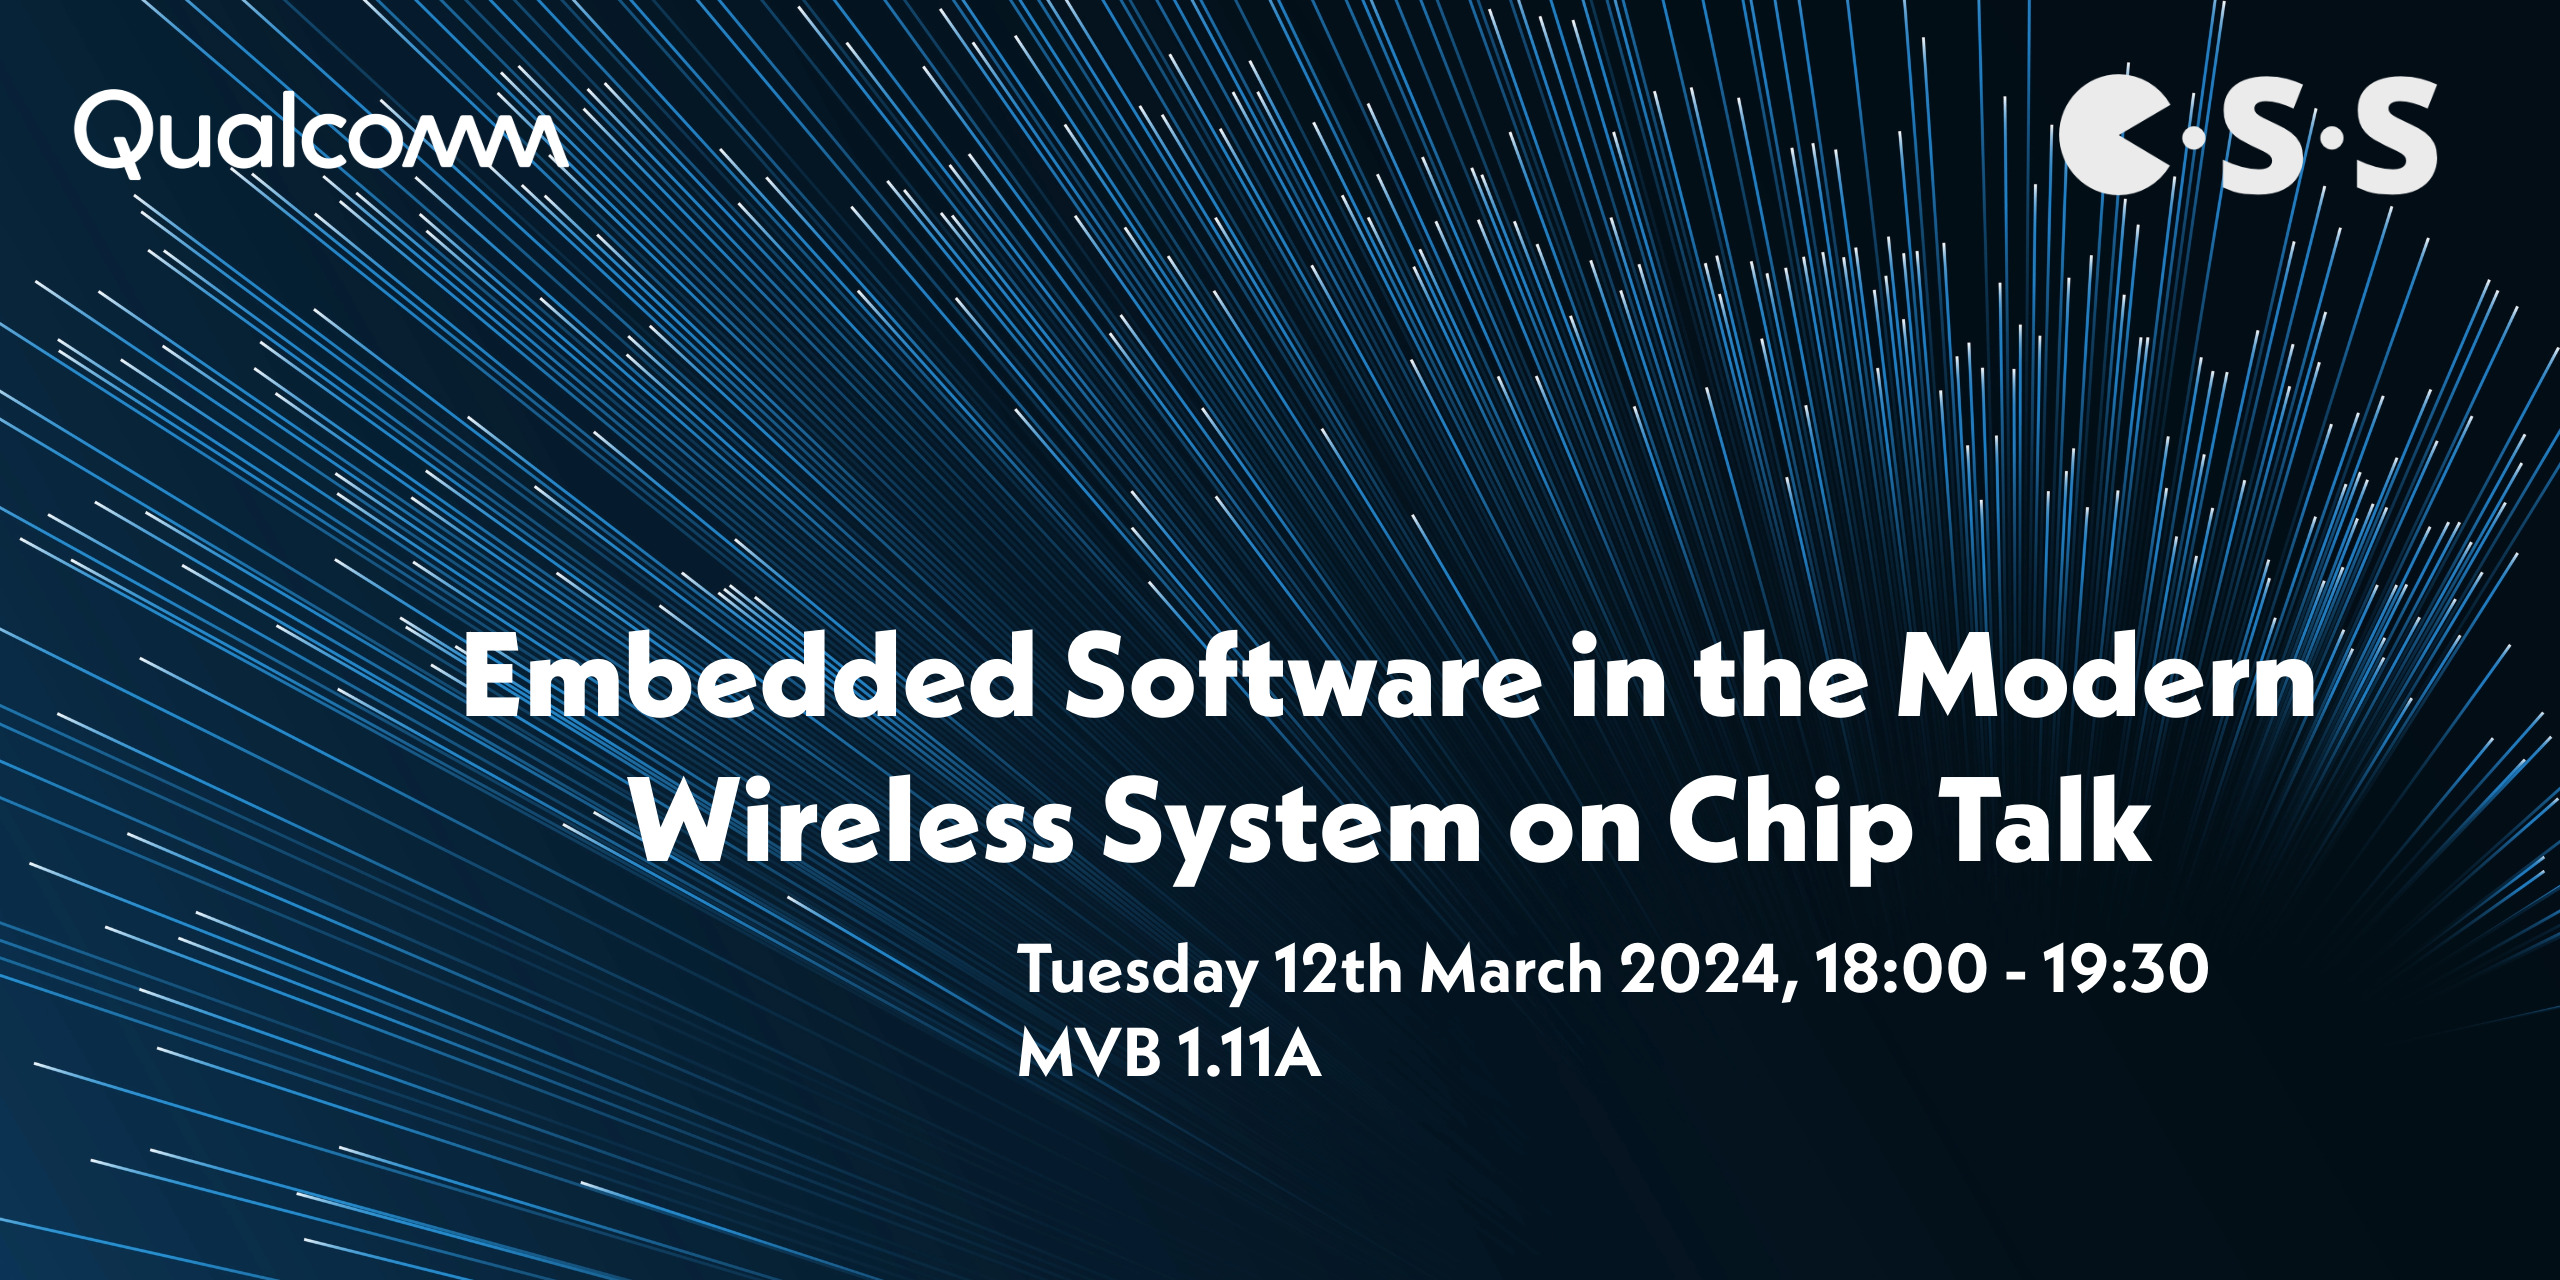 Qualcomm
C·S·S
Embedded Software in the Modern
Wireless System on Chip Talk
Tuesday 12th March 2024, 18:00 - 19:30
MVB 1.11A